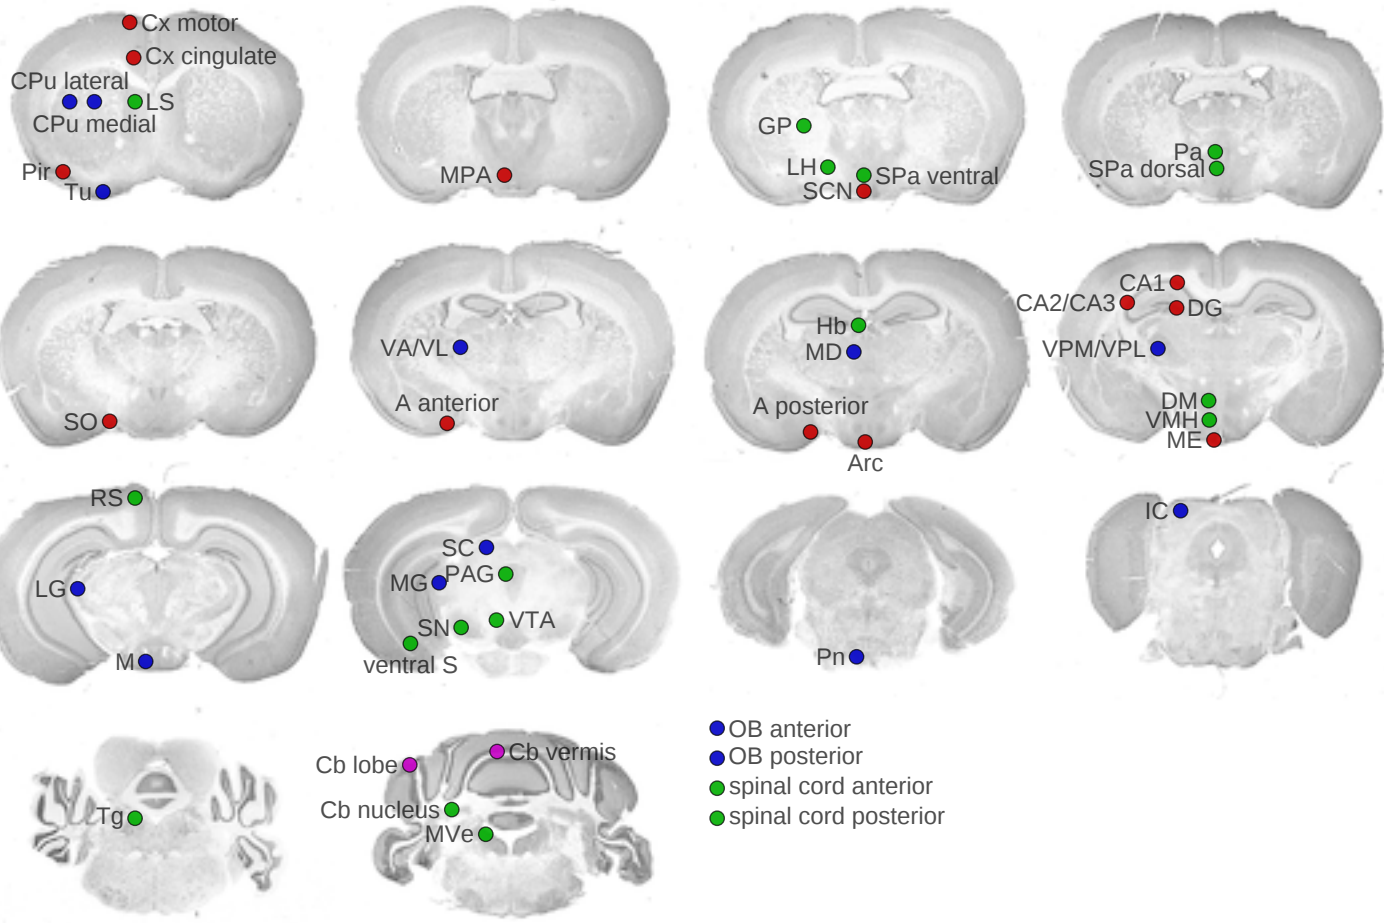 Cx motor
Cx cingulate
CPu lateral
LS
CPu medial
Pir
Tu
MPA
GP
LH
SPa ventral
SCN
Pa
SPa dorsal
SO
VA/VL
A anterior
Hb
MD
A posterior
Arc
CA1
CA2/CA3
DG
VPM/VPL
DM
VMH
ME
RS
LG
M
SC
MG
PAG
SN
VTA
ventral S
Pn
IC
Tg
Cb lobe
Cb vermis
Cb nucleus
MVe
OB anterior
OB posterior
spinal cord anterior
spinal cord posterior